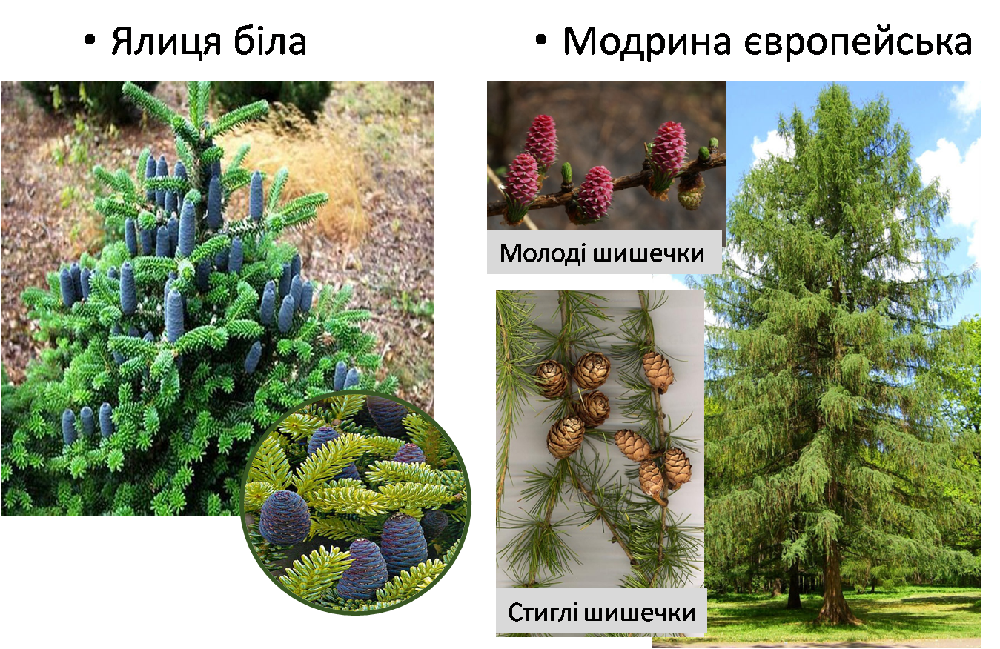 • Ялиця біла
• Модрина європейська
Молоді шишечки
Стиглі шишечки